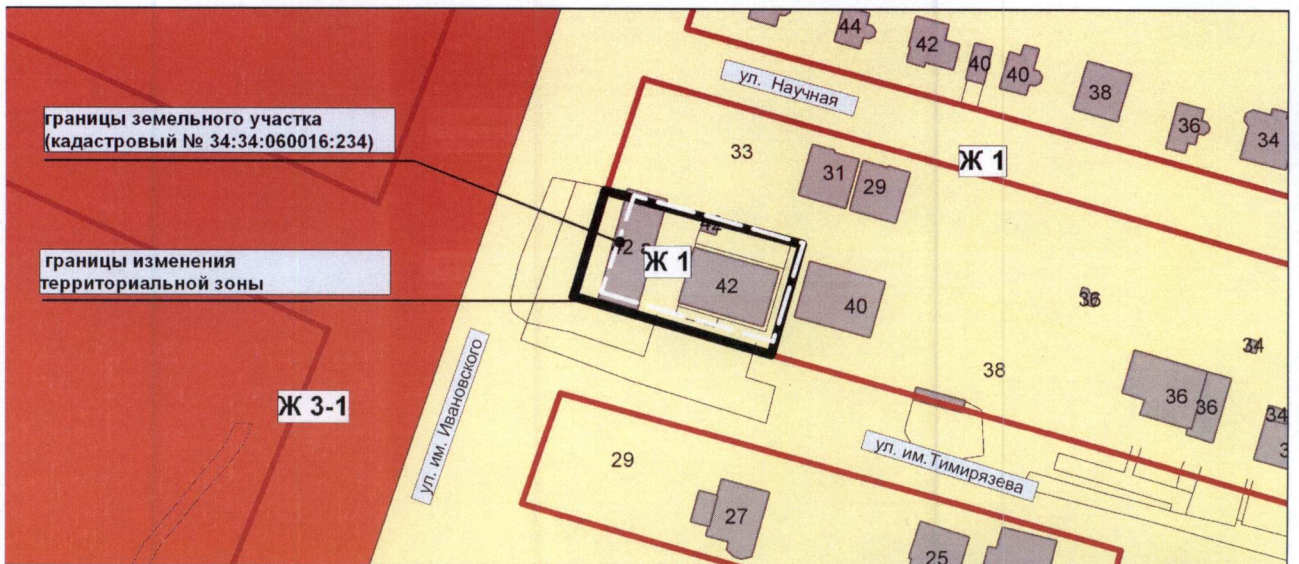 44
42
40
40
38
36
34
ул. Научная
границы земельного участка
(кадастровый № 34:34:060016:234)
33
31
29
Ж 1
Ж 1
42
40
36
границы изменения
территориальной зоны
34
38
36
36
34
Ж 3-1
ул. им. Ивановского
29
ул. им.Тимирязева
27
25